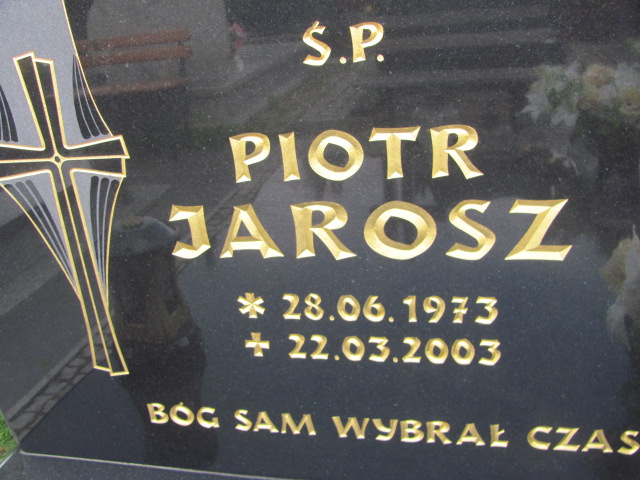 Ś.P.
PIOTR
JAROSZ
* 28.06.1973
+ 22.03.2003
BÓG SAM WYBRAŁ CZAS